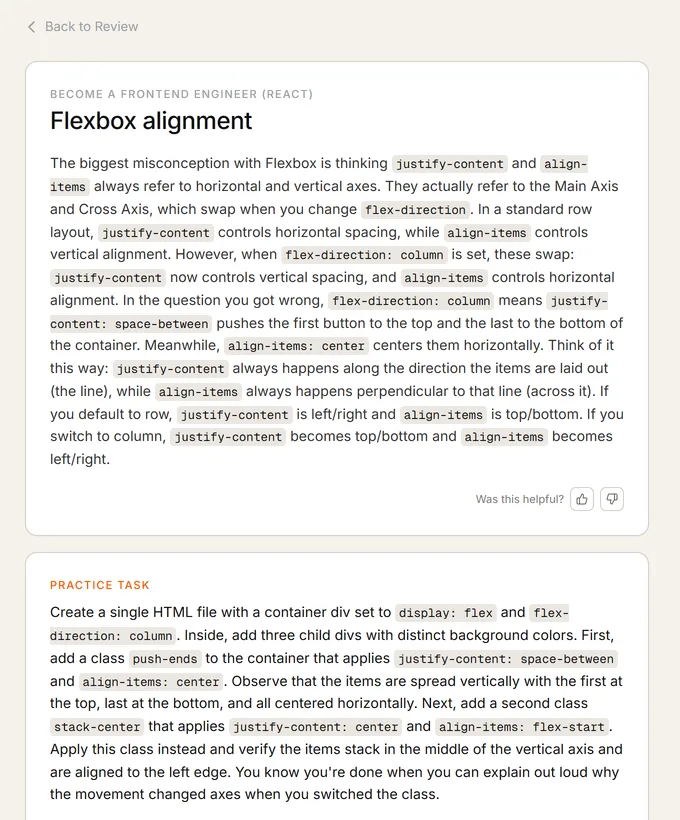 Back to Review
BECOME A FRONTEND ENGINEER (REACT)
Flexbox alignment
The biggest misconception with Flexbox is thinking justify-content and align-
items always refer to horizontal and vertical axes. They actually refer to the Main Axis
and Cross Axis, which swap when you change flex-direction. In a standard row
layout, justify-content controls horizontal spacing, while align-items controls
vertical alignment. However, when flex-direction: column is set, these swap:
justify-content now controls vertical spacing, and align-items controls horizontal
alignment. In the question you got wrong, flex-direction: column means justify-
content: space-between pushes the first button to the top and the last to the bottom of
the container. Meanwhile, align-items: center centers them horizontally. Think of it
this way: justify-content always happens along the direction the items are laid out
(the line), while align-items always happens perpendicular to that line (across it). If
you default to row, justify-content is left/right and align-items is top/bottom. If you
switch to column, justify-content becomes top/bottom and align-items becomes
left/right.
Was this helpful?
PRACTICE TASK
Create a single HTML file with a container div set to display: flex and flex-
direction: column. Inside, add three child divs with distinct background colors. First,
add a class push-ends to the container that applies justify-content: space-between
and align-items: center. Observe that the items are spread vertically with the first at
the top, last at the bottom, and all centered horizontally. Next, add a second class
stack-center that applies justify-content: center and align-items: flex-start.
Apply this class instead and verify the items stack in the middle of the vertical axis and
are aligned to the left edge. You know you're done when you can explain out loud why
the movement changed axes when you switched the class.